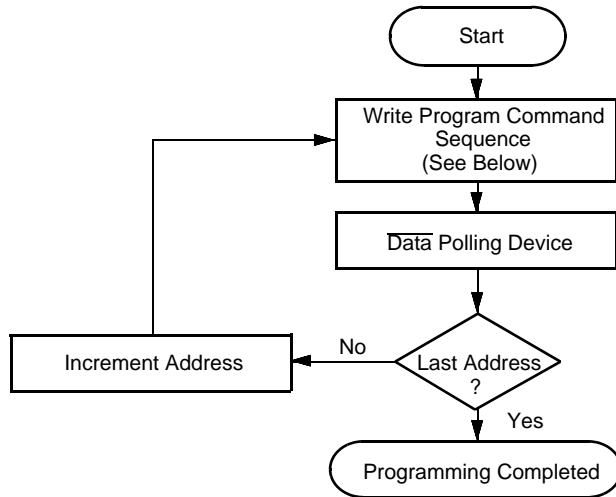 Start
Write Program Command
Sequence
(See Below)
Data Polling Device
Increment Address
No
Last Address
?
Yes
Programming Completed